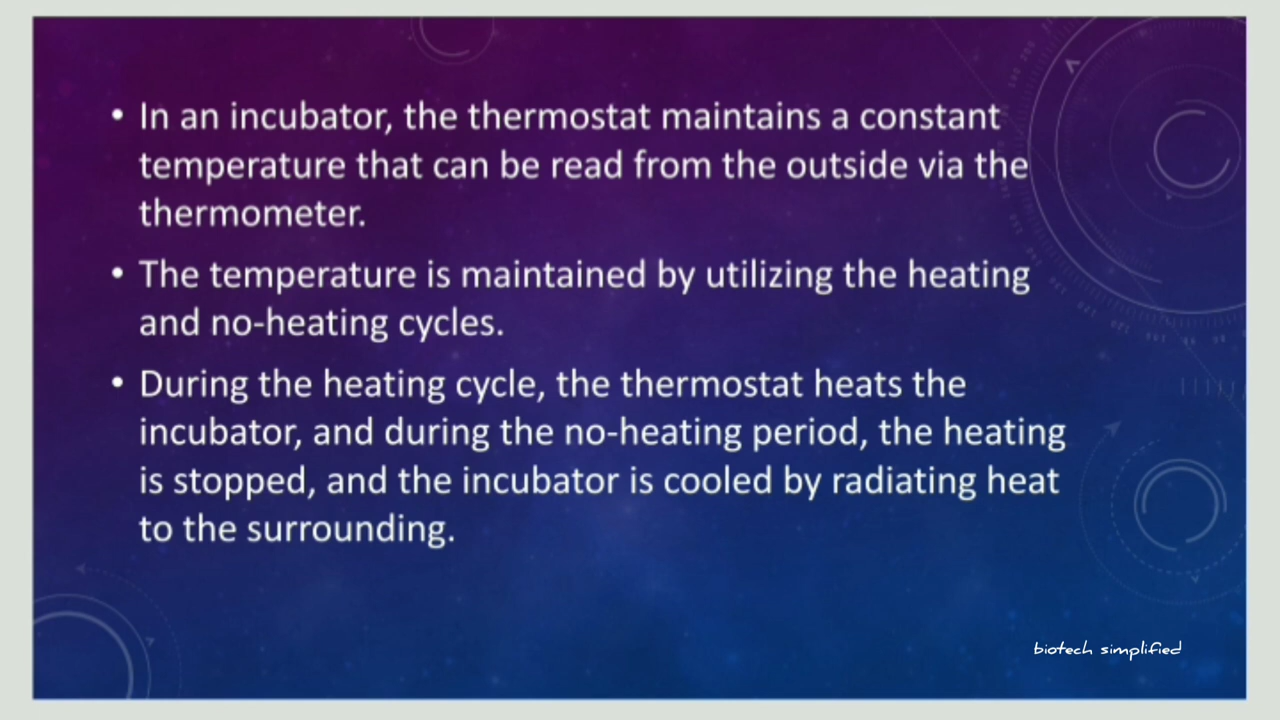 • In an incubator, the thermostat maintains a constant
temperature that can be read from the outside via the
thermometer.
• The temperature is maintained by utilizing the heating
and no-heating cycles.
• During the heating cycle, the thermostat heats the
incubator, and during the no-heating period, the heating
is stopped, and the incubator is cooled by radiating heat
to the surrounding.
biotech simplified